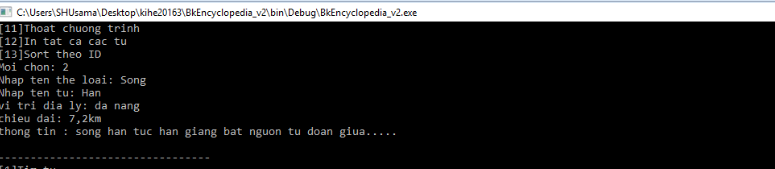 C:\Users\SHUsama\Desktop\kihe20163\BkEncyclopedia_v2\bin\Debug\BkEncyclopedia_v2.exe
[11]Thoat chuong trinh
[12]In tat ca cac tu
[13]Sort theo ID
Moi chon: 2
Nhap ten the loai: Song
Nhap ten tu: Han
vi tri dia ly: da nang
chieu dai: 7,2km
thong tin : song han tuc han giang bat nguon tu doan giua.....
---------------------------------
[1]Tim tu